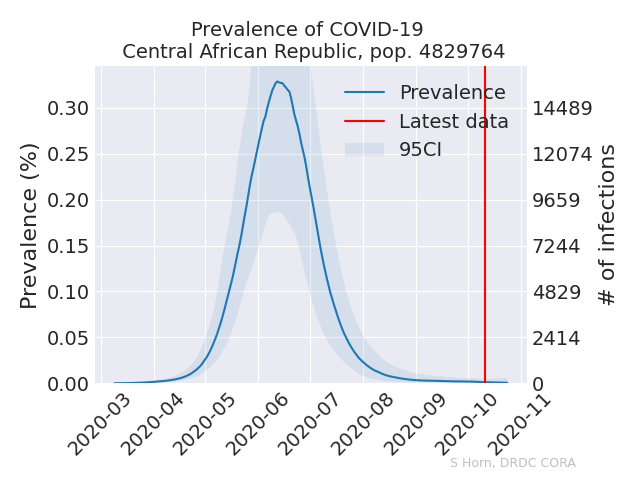 Prevalence of COVID-19
Central African Republic, pop. 4829764
Prevalence
Latest data
95CI
Prevalence (%)
0.30
0.25
0.20
0.15
0.10
0.05
0.00
14489
12074
9659
7244
4829
2414
0
# of infections
2020-03
2020-04
2020-05
2020-06
2020-07
2020-08
2020-09
2020-10
2020-11
S Horn, DRDC CORA